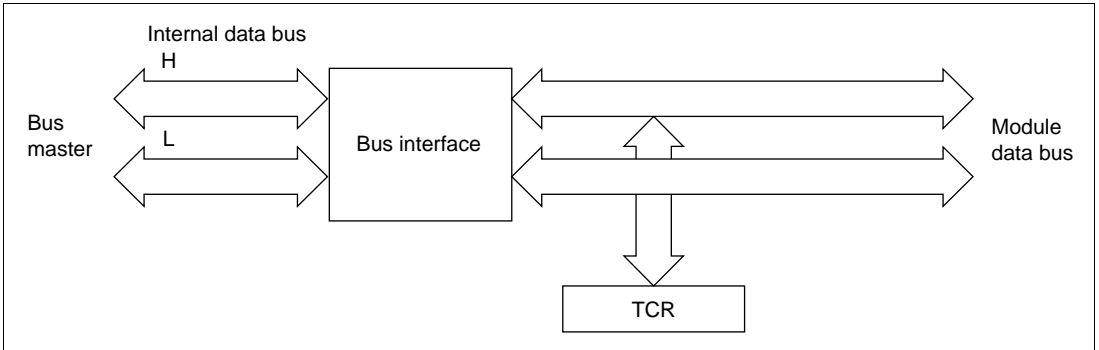 Internal data bus
H
Bus
master
L
Bus interface
Module
data bus
TCR